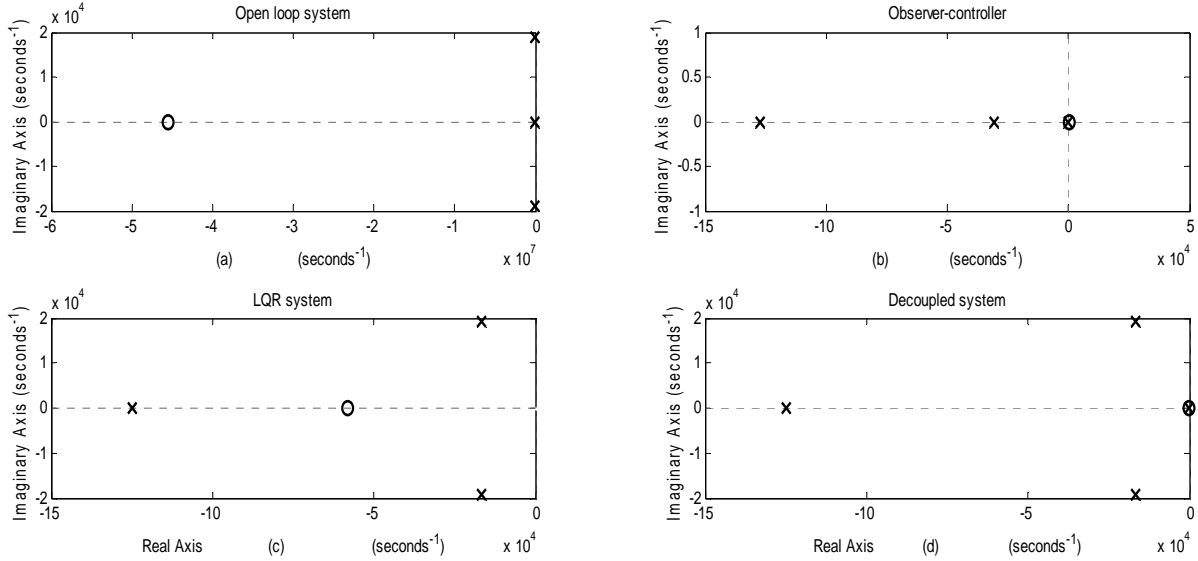 Open loop system
x 10^4
Imaginary Axis (seconds^-1)
2
1
0
-1
-2
-6 -5 -4 -3 -2 -1 0
(a) (seconds^-1) x 10^7
Observer-controller
Imaginary Axis (seconds^-1)
1
0.5
0
-0.5
-1
-15 -10 -5 0 5
(b) (seconds^-1) x 10^4
LQR system
x 10^4
Imaginary Axis (seconds^-1)
2
1
0
-1
-2
-15 -10 -5 0
Real Axis (c) (seconds^-1) x 10^4
Decoupled system
x 10^4
Imaginary Axis (seconds^-1)
2
1
0
-1
-2
-15 -10 -5 0
Real Axis (d) (seconds^-1) x 10^4